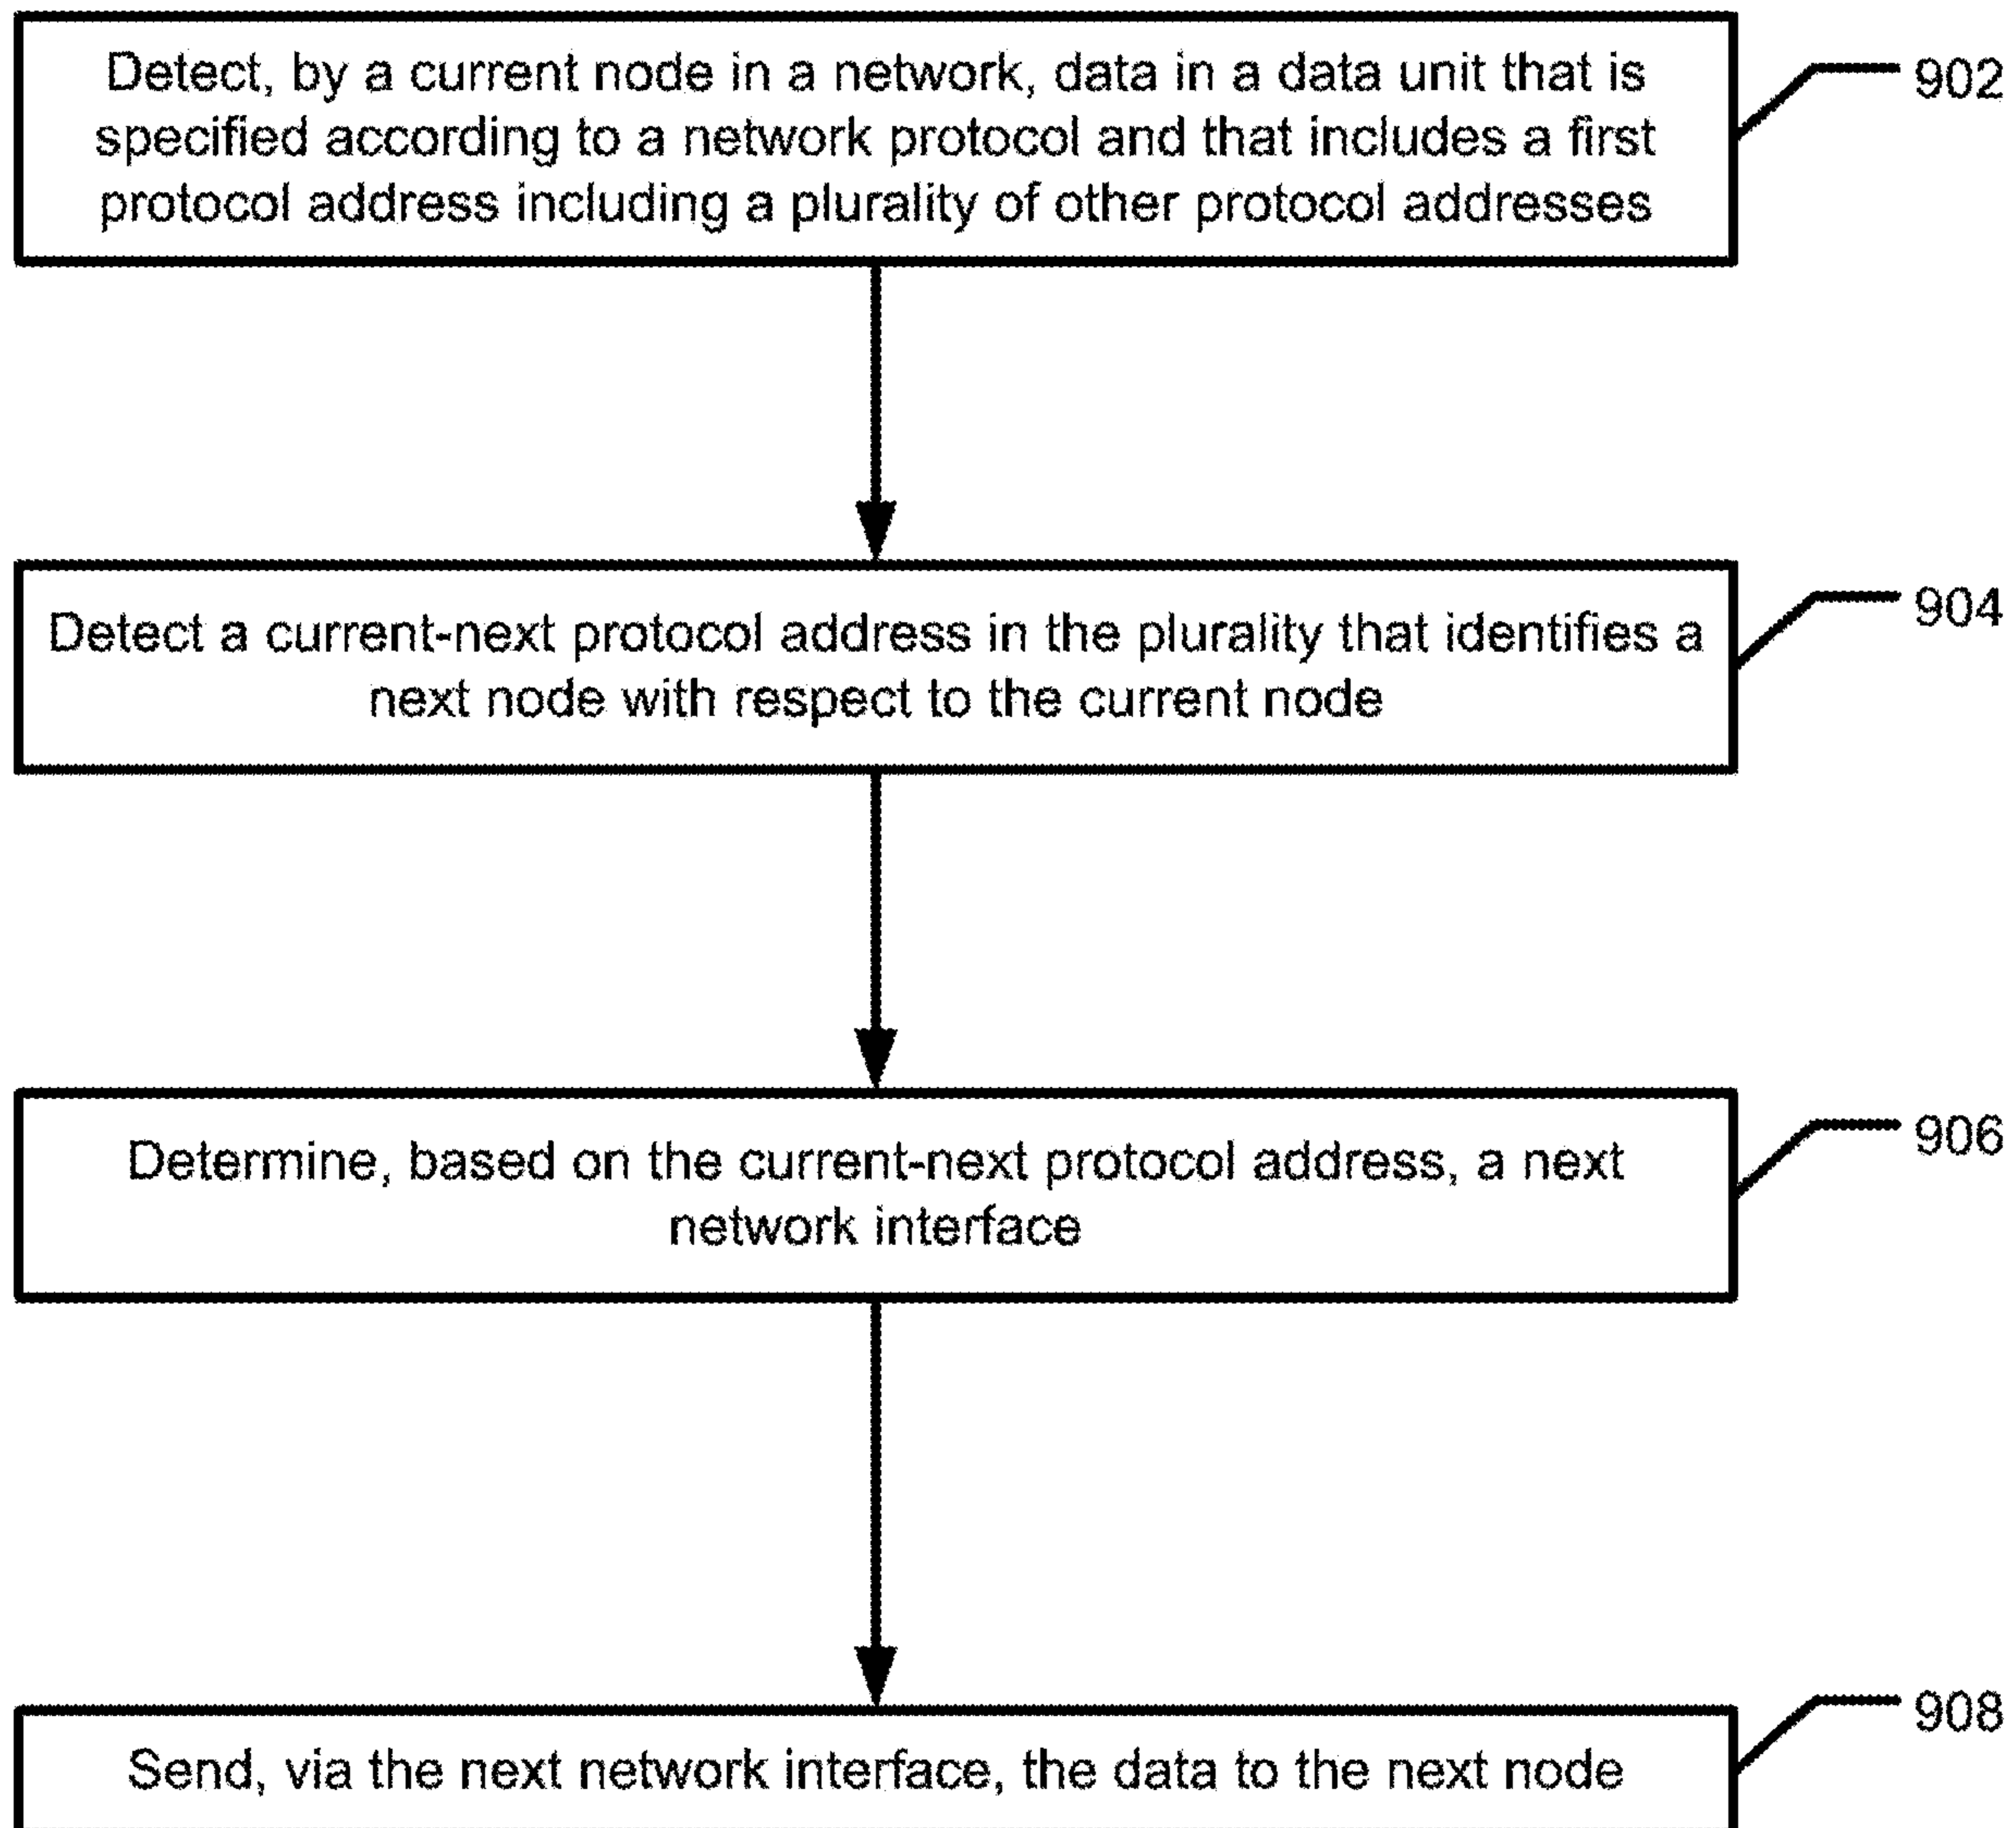 Detect, by a current node in a network, data in a data unit that is
specified according to a network protocol and that includes a first
protocol address including a plurality of other protocol addresses
902
Detect a current-next protocol address in the plurality that identifies a
next node with respect to the current node
904
Determine, based on the current-next protocol address, a next
network interface
906
Send, via the next network interface, the data to the next node
908